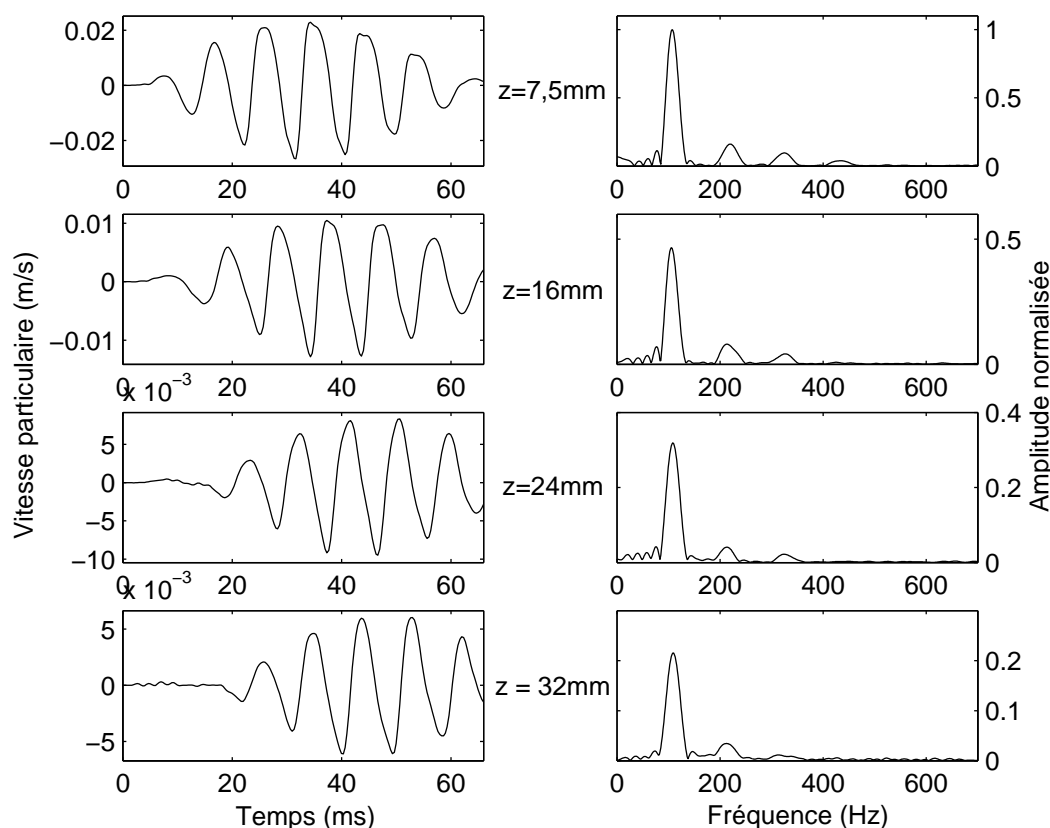 0.02
0
−0.02
0 20 40 60
z=7,5mm
1
0.5
0
0 200 400 600
0.01
0
−0.01
0 20 40 60
z=16mm
0.5
0
0 200 400 600
x 10−3
5
0
−5
−10
0 20 40 60
z=24mm
0.4
0.2
0
0 200 400 600
x 10−3
5
0
−5
0 20 40 60
z = 32mm
0.2
0.1
0
0 200 400 600
Vitesse particulaire (m/s)
Amplitude normalisée
Temps (ms)
Fréquence (Hz)